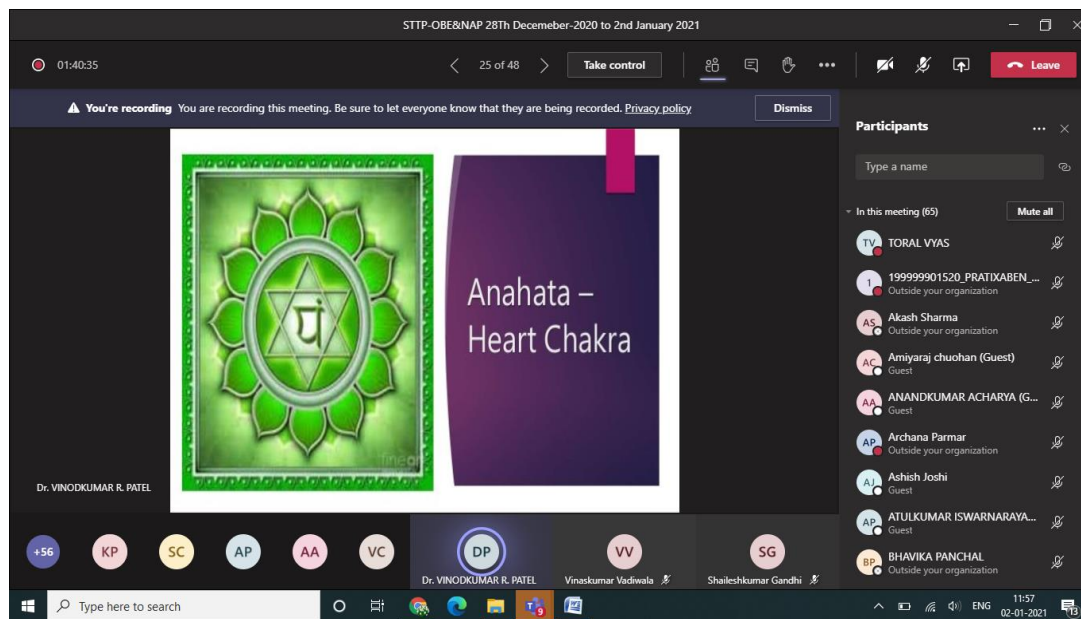 STTP-OBE&NAP 28Th Decemeber-2020 to 2nd January 2021
01:40:35
25 of 48
Take control
Leave
You're recording You are recording this meeting. Be sure to let everyone know that they are being recorded. Privacy policy
Dismiss
Participants
Type a name
In this meeting (65)
Mute all
TV
TORAL VYAS
1
199999901520_PRATIXABEN_...
Outside your organization
AS
Akash Sharma
Outside your organization
AC
Amiyaraj chuohan (Guest)
Guest
AA
ANANDKUMAR ACHARYA (G...
Guest
AP
Archana Parmar
Outside your organization
AJ
Ashish Joshi
Guest
AP
ATULKUMAR ISWARNARAYA...
Guest
BP
BHAVIKA PANCHAL
Outside your organization
Anahata –
Heart Chakra
Dr. VINODKUMAR R. PATEL
+56
KP
SC
AP
AA
VC
DP
Dr. VINODKUMAR R. PATEL
VV
Vinaskumar Vadiwala
SG
Shaileshkumar Gandhi
Type here to search
9
ENG
11:57
02-01-2021
13